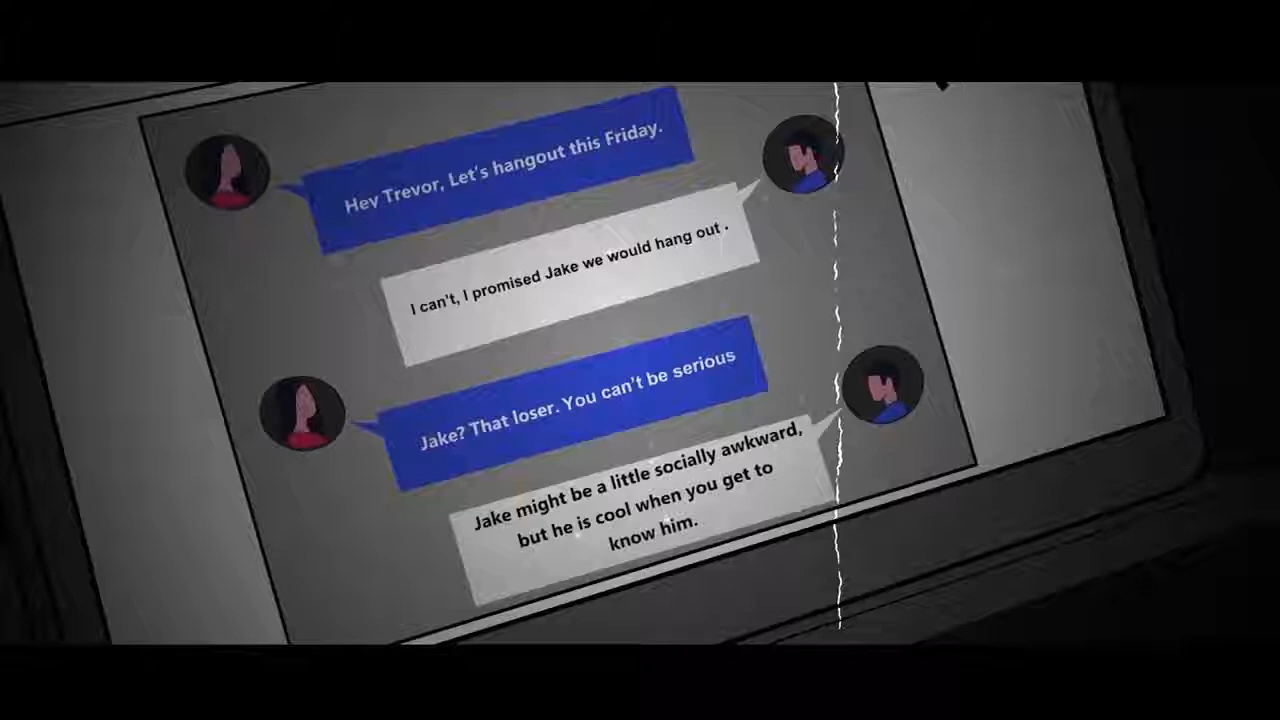 Hey Trevor, Let's hangout this Friday.
I can't, I promised Jake we would hang out .
Jake? That loser. You can't be serious
Jake might be a little socially awkward,
but he is cool when you get to
know him.